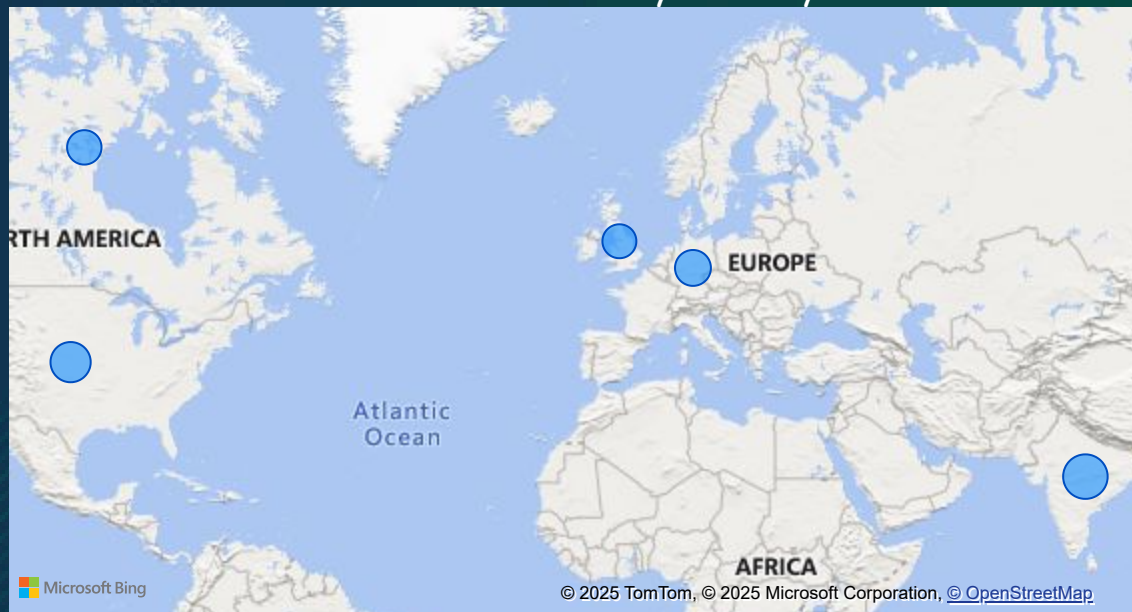 RTH AMERICA
EUROPE
Atlantic
Ocean
AFRICA
Microsoft Bing
© 2025 TomTom, © 2025 Microsoft Corporation, © OpenStreetMap